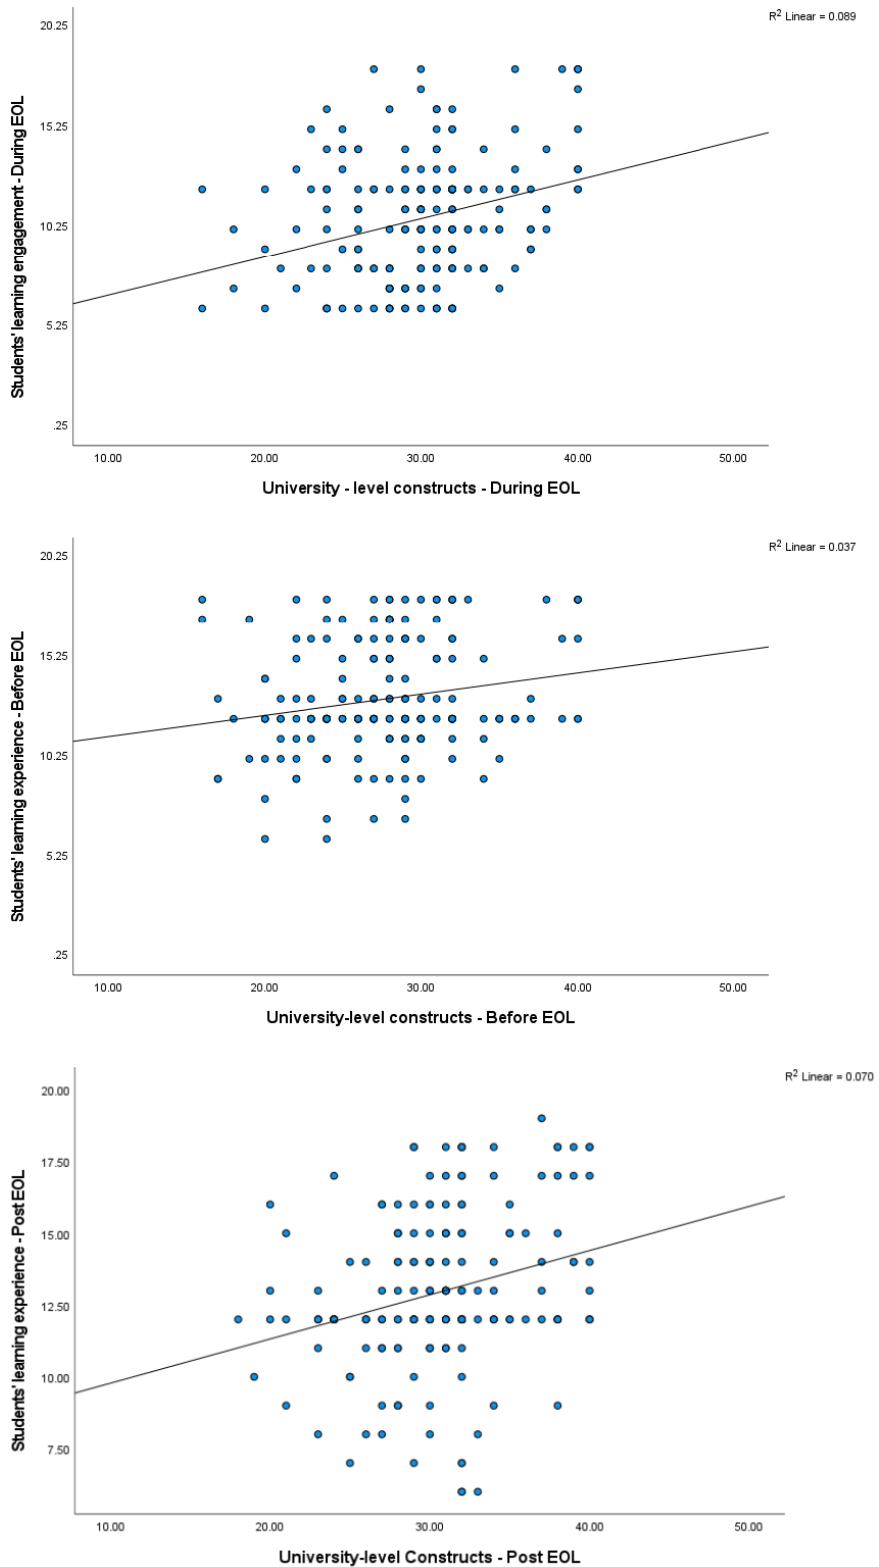 R2 Linear = 0.089
20.25
15.25
10.25
5.25
.25
Students' learning engagement - During EOL
10.00 20.00 30.00 40.00 50.00
University - level constructs - During EOL
R2 Linear = 0.037
20.25
15.25
10.25
5.25
.25
Students' learning experience - Before EOL
10.00 20.00 30.00 40.00 50.00
University-level constructs - Before EOL
R2 Linear = 0.070
20.00
17.50
15.00
12.50
10.00
7.50
Students' learning experience - Post EOL
10.00 20.00 30.00 40.00 50.00
University-level Constructs - Post EOL